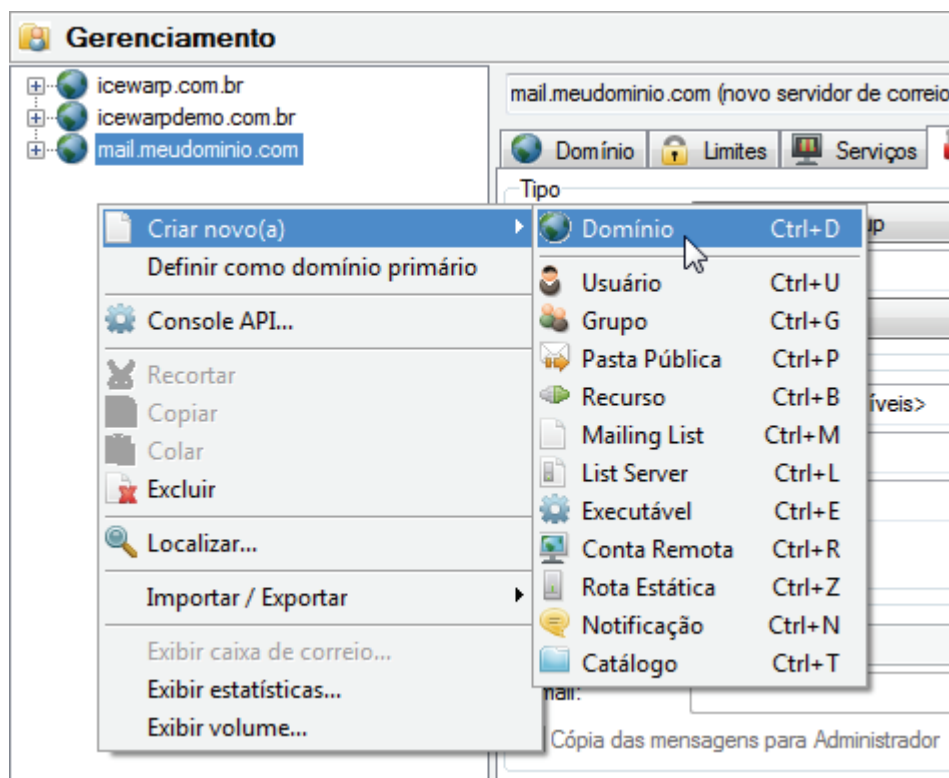 Gerenciamento
icewarp.com.br
icewarpdemo.com.br
mail.meudominio.com
mail.meudominio.com (novo servidor de correio
Domínio Limites Serviços
Tipo
Criar novo(a)
Definir como domínio primário
Console API...
Recortar
Copiar
Colar
Excluir
Localizar...
Importar / Exportar
Exibir caixa de correio...
Exibir estatísticas...
Exibir volume...
Domínio Ctrl+D
Usuário Ctrl+U
Grupo Ctrl+G
Pasta Pública Ctrl+P
Recurso Ctrl+B
Mailing List Ctrl+M
List Server Ctrl+L
Executável Ctrl+E
Conta Remota Ctrl+R
Rota Estática Ctrl+Z
Notificação Ctrl+N
Catálogo Ctrl+T
up
íveis>
mail:
Cópia das mensagens para Administrador